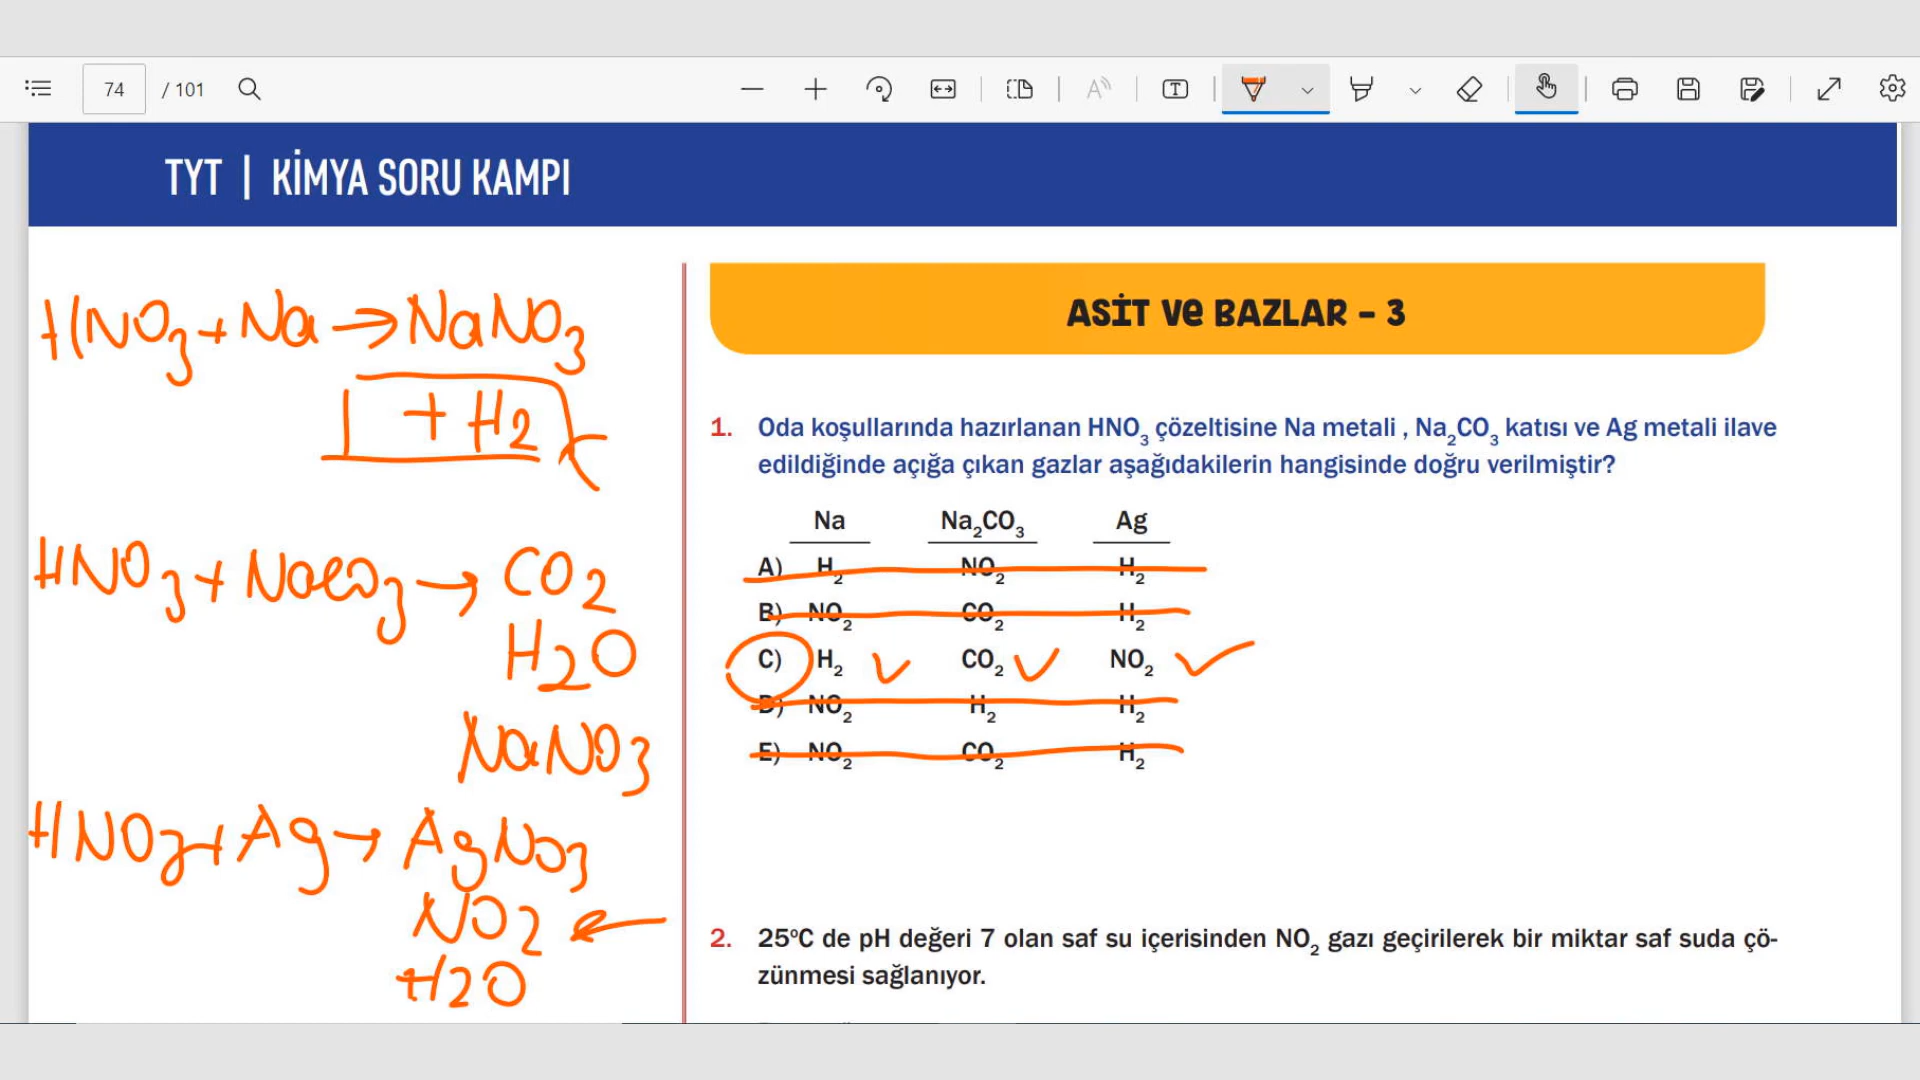 74 / 101
TYT | KİMYA SORU KAMPI
HNO3 + Na → NaNO3
+ H2
HNO3 + NaCO3 → CO2
H2O
NaNO3
HNO3 + Ag → AgNO3
NO2
H2O
ASİT VE BAZLAR - 3
1. Oda koşullarında hazırlanan HNO3 çözeltisine Na metali , Na2CO3 katısı ve Ag metali ilave
edildiğinde açığa çıkan gazlar aşağıdakilerin hangisinde doğru verilmiştir?
Na Na2CO3 Ag
A) H2 NO2 H2
B) NO2 CO2 H2
C) H2 CO2 NO2
D) NO2 H2 H2
E) NO2 CO2 H2
2. 25ºC de pH değeri 7 olan saf su içerisinden NO2 gazı geçirilerek bir miktar saf suda çö-
zünmesi sağlanıyor.